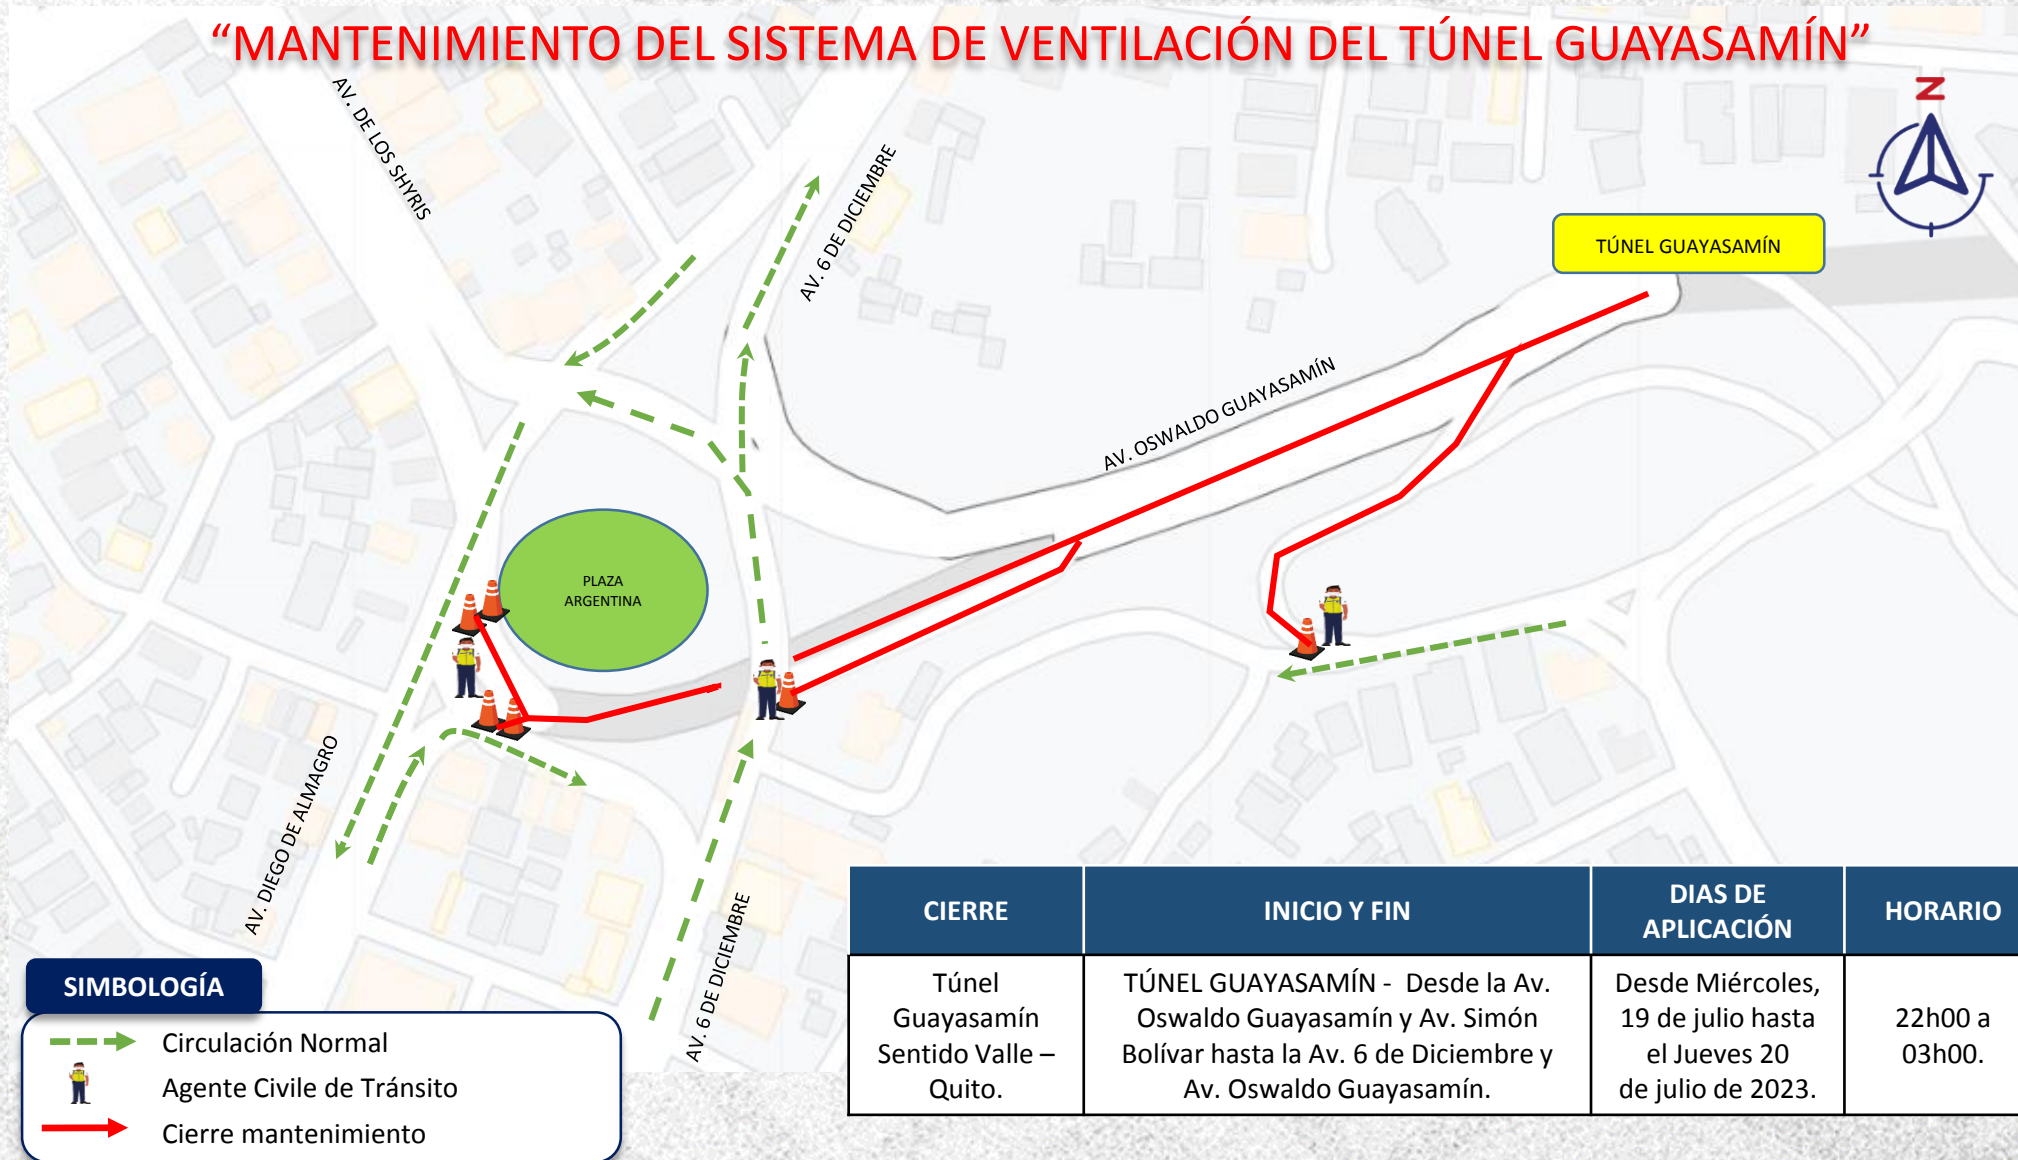 “MANTENIMIENTO DEL SISTEMA DE VENTILACIÓN DEL TÚNEL GUAYASAMÍN”
N
AV. DE LOS SHYRIS
AV. 6 DE DICIEMBRE
TÚNEL GUAYASAMÍN
AV. OSWALDO GUAYASAMÍN
PLAZA
ARGENTINA
AV. DIEGO DE ALMAGRO
AV. 6 DE DICIEMBRE
CIERRE
INICIO Y FIN
DIAS DE
APLICACIÓN
HORARIO
Túnel
Guayasamín
Sentido Valle –
Quito.
TÚNEL GUAYASAMÍN - Desde la Av.
Oswaldo Guayasamín y Av. Simón
Bolívar hasta la Av. 6 de Diciembre y
Av. Oswaldo Guayasamín.
Desde Miércoles,
19 de julio hasta
el Jueves 20
de julio de 2023.
22h00 a
03h00.
SIMBOLOGÍA
Circulación Normal
Agente Civile de Tránsito
Cierre mantenimiento